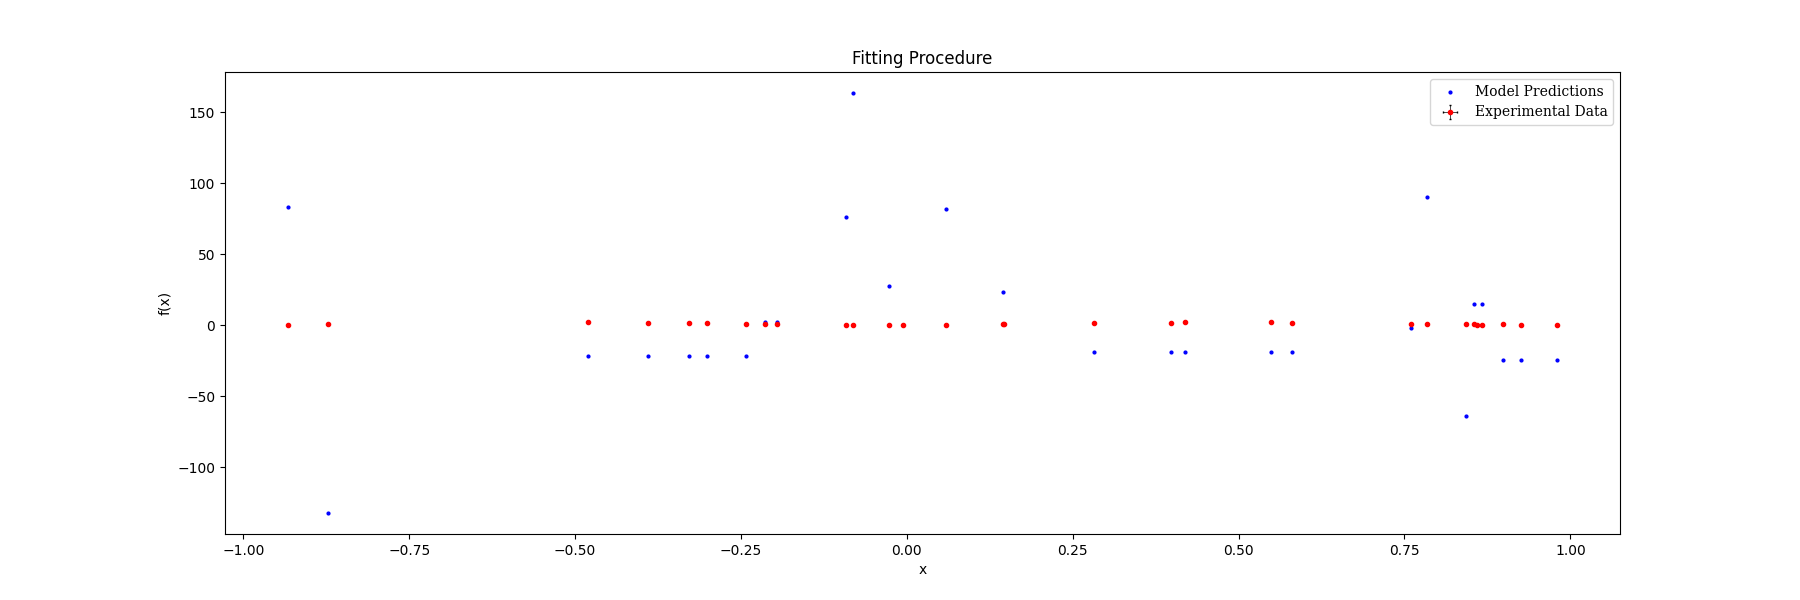 Fitting Procedure
Model Predictions
Experimental Data
150
100
50
0
−50
−100
f(x)
−1.00 −0.75 −0.50 −0.25 0.00 0.25 0.50 0.75 1.00
x